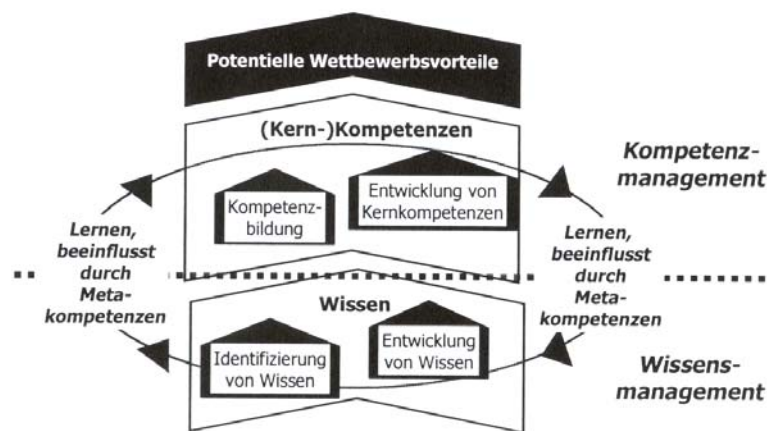 Potentielle Wettbewerbsvorteile
(Kern-)Kompetenzen
Kompetenz-
management
Kompetenz-
bildung
Entwicklung von
Kernkompetenzen
Lernen,
beeinflusst
durch
Meta-
kompetenzen
Lernen,
beeinflusst
durch
Meta-
kompetenzen
Wissen
Identifizierung
von Wissen
Entwicklung
von Wissen
Wissens-
management